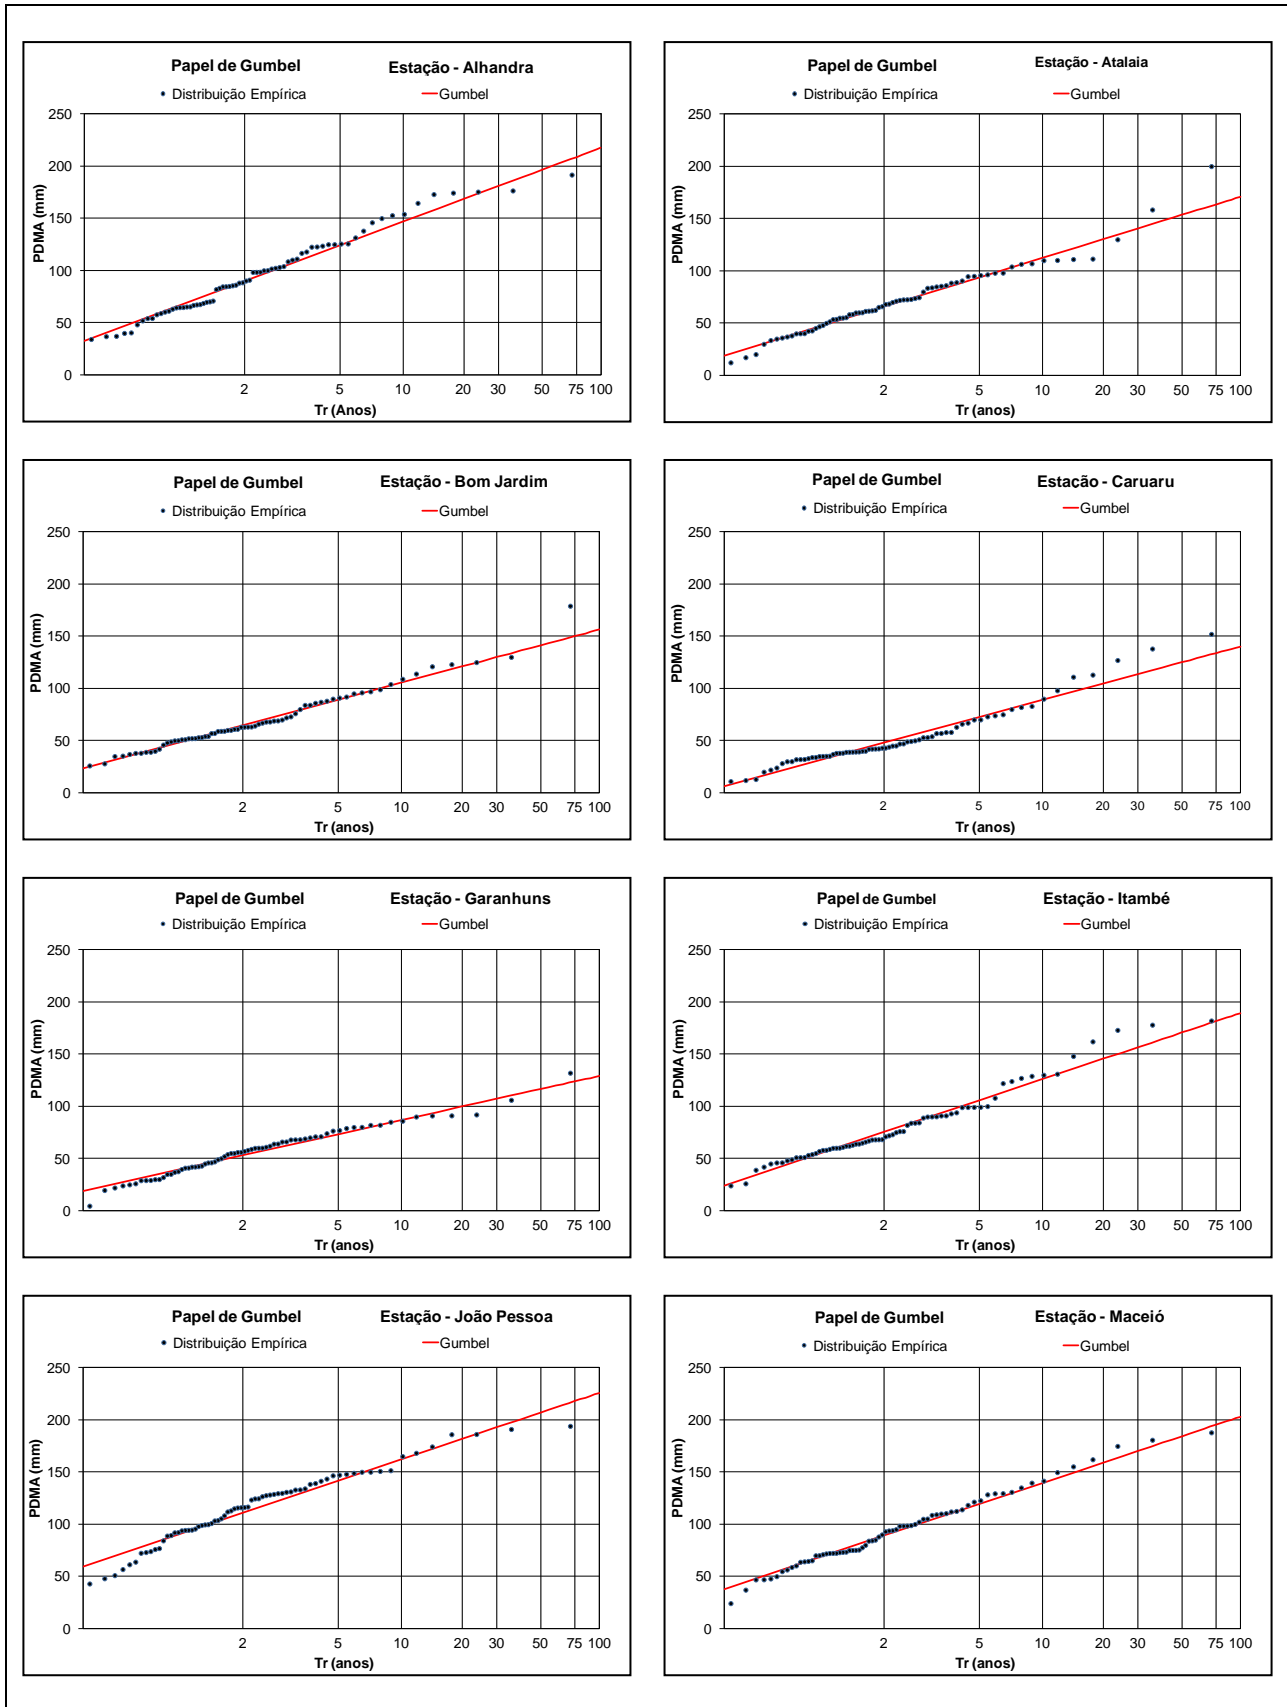 Papel de Gumbel Estação - Alhandra
Distribuição Empírica Gumbel
250
200
150
100
50
0
PDMA (mm)
2 5 10 20 30 50 75 100
Tr (Anos)
Papel de Gumbel Estação - Atalaia
Distribuição Empírica Gumbel
250
200
150
100
50
0
PDMA (mm)
2 5 10 20 30 50 75 100
Tr (anos)
Papel de Gumbel Estação - Bom Jardim
Distribuição Empírica Gumbel
250
200
150
100
50
0
PDMA (mm)
2 5 10 20 30 50 75 100
Tr (anos)
Papel de Gumbel Estação - Caruaru
Distribuição Empírica Gumbel
250
200
150
100
50
0
PDMA (mm)
2 5 10 20 30 50 75 100
Tr (anos)
Papel de Gumbel Estação - Garanhuns
Distribuição Empírica Gumbel
250
200
150
100
50
0
PDMA (mm)
2 5 10 20 30 50 75 100
Tr (anos)
Papel de Gumbel Estação - Itambé
Distribuição Empírica Gumbel
250
200
150
100
50
0
PDMA (mm)
2 5 10 20 30 50 75 100
Tr (anos)
Papel de Gumbel Estação - João Pessoa
Distribuição Empírica Gumbel
250
200
150
100
50
0
PDMA (mm)
2 5 10 20 30 50 75 100
Tr (anos)
Papel de Gumbel Estação - Maceió
Distribuição Empírica Gumbel
250
200
150
100
50
0
PDMA (mm)
2 5 10 20 30 50 75 100
Tr (anos)